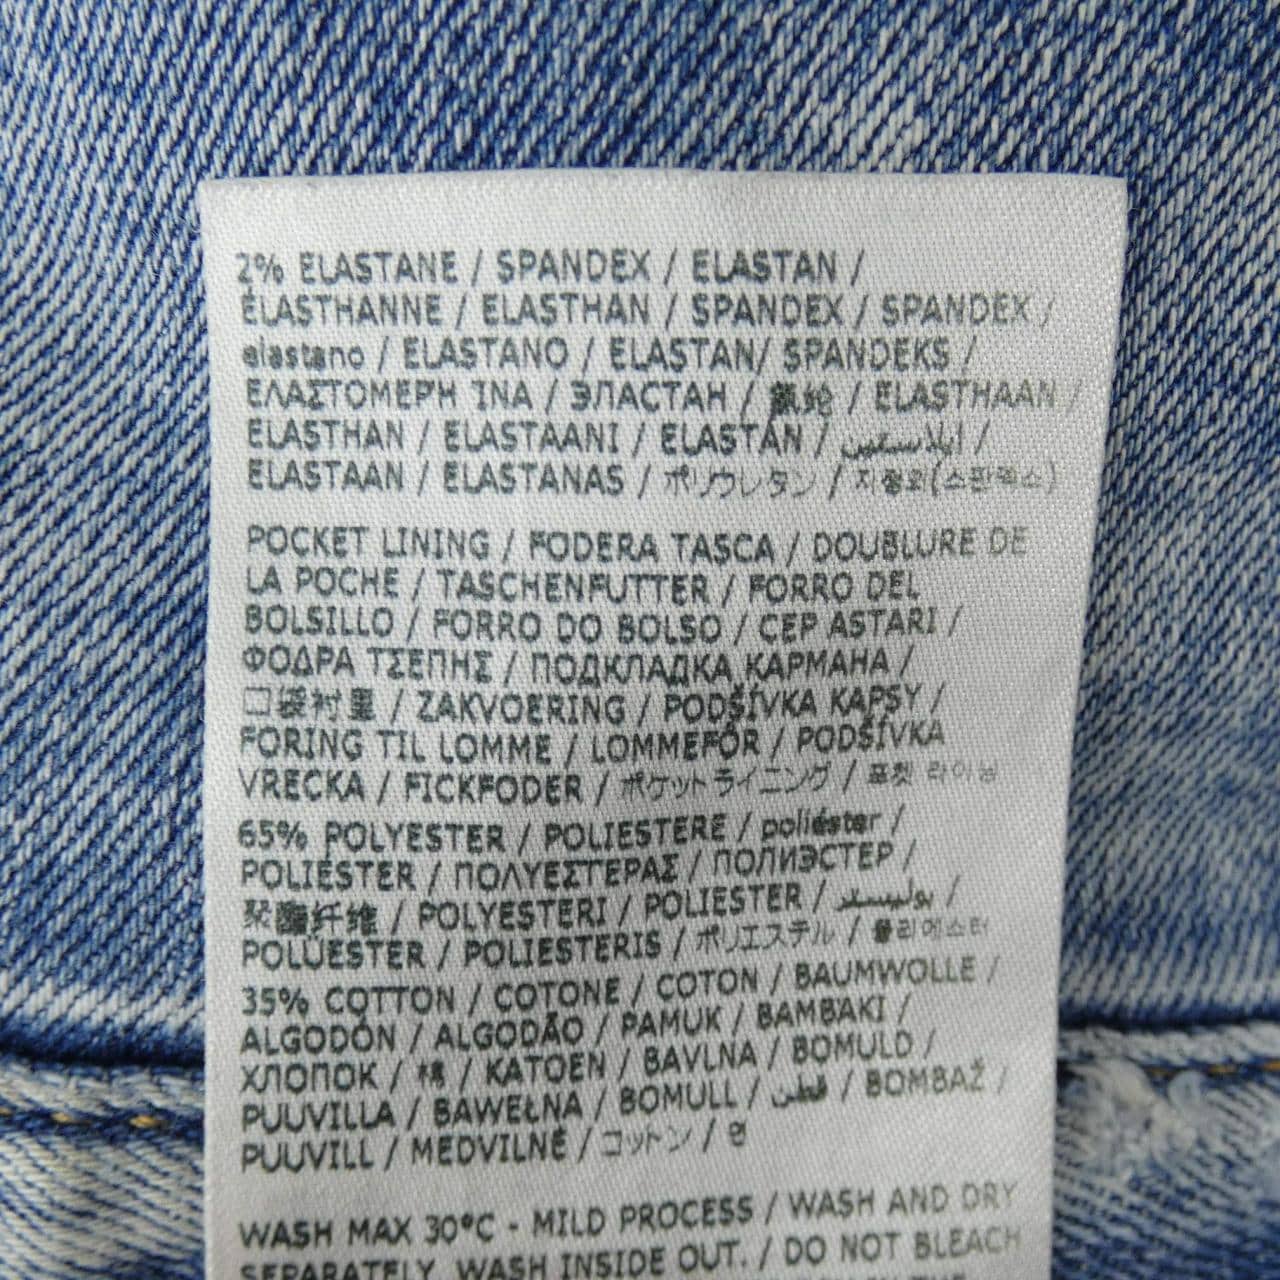 2% ELASTANE / SPANDEX / ELASTAN /
ÉLASTHANNE / ELASTHAN / SPANDEX / SPANDEX /
elastano / ELASTANO / ELASTAN/ SPANDEKS /
ΕΛΑΣΤΟΜΕΡΗ ΊΝΑ / ЭЛАСТАН / 氨纶 / ELASTHAAN /
ELASTHAN / ELASTAANI / ELASTAN / /
ELASTAAN / ELASTANAS / ポリウレタン / (스판덱스)
POCKET LINING / FODERA TASCA / DOUBLURE DE
LA POCHE / TASCHENFUTTER / FORRO DEL
BOLSILLO / FORRO DO BOLSO / CEP ASTARI /
ΦΟΔΡΑ ΤΣΕΠΗΣ / ПОДКЛАДКА КАРМАНА /
口袋衬里 / ZAKVOERING / PODŠÍVKA KAPSY /
FORING TIL LOMME / LOMMEFÔR / PODŠÍVKA
VRECKA / FICKFODER / ポケットライニング / 포켓 라이닝
65% POLYESTER / POLIESTERE / poliéster /
POLIÉSTER / ΠΟΛΥΕΣΤΕΡΑΣ / ПОЛИЭСТЕР /
聚酯纤维 / POLYESTERI / POLIESTER / بوليستر /
POLÜESTER / POLIESTERIS / ポリエステル / 폴리에스터
35% COTTON / COTONE / COTON / BAUMWOLLE /
ALGODÓN / ALGODÃO / PAMUK / ΒΑΜΒΆΚΙ /
ХЛОПОК / 棉 / KATOEN / BAVLNA / BOMULD /
PUUVILLA / BAWEŁNA / BOMULL / قطن / BOMBAŽ /
PUUVILL / MEDVILNĖ / コットン / 면
WASH MAX 30°C - MILD PROCESS / WASH AND DRY
SEPARATELY. WASH INSIDE OUT. / DO NOT BLEACH